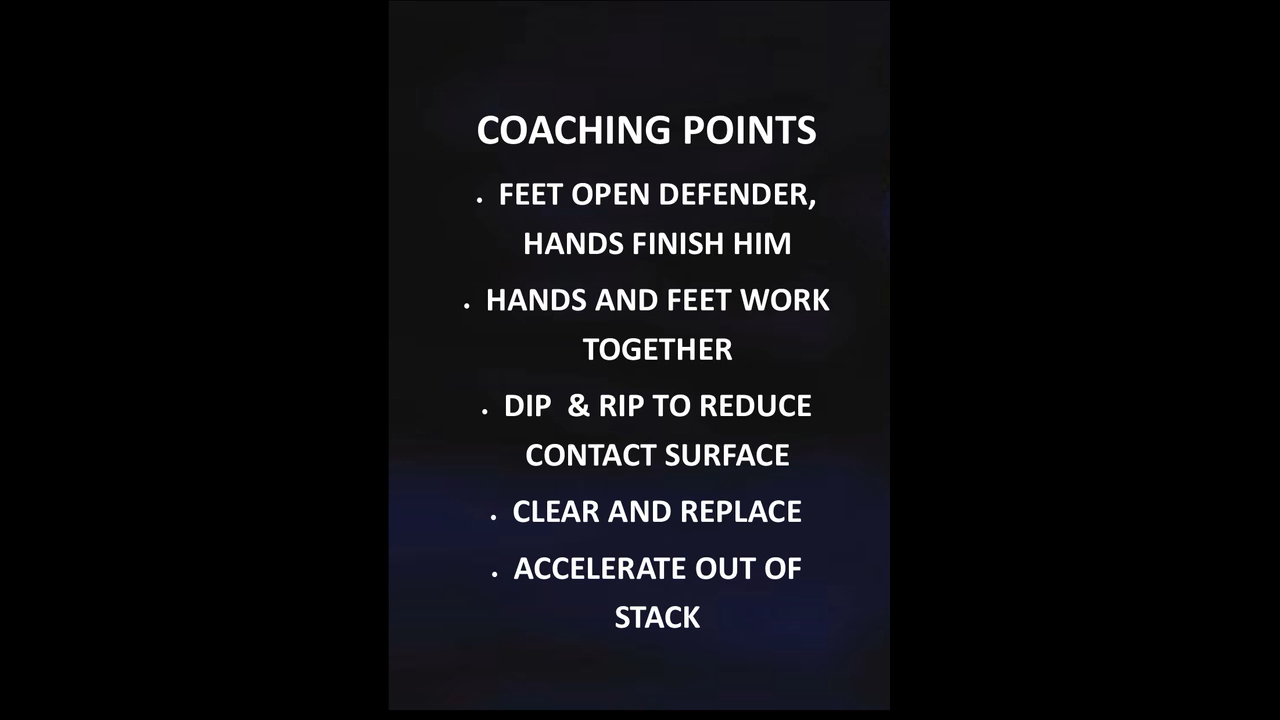 COACHING POINTS
• FEET OPEN DEFENDER,
HANDS FINISH HIM
• HANDS AND FEET WORK
TOGETHER
• DIP  & RIP TO REDUCE
CONTACT SURFACE
• CLEAR AND REPLACE
• ACCELERATE OUT OF
STACK